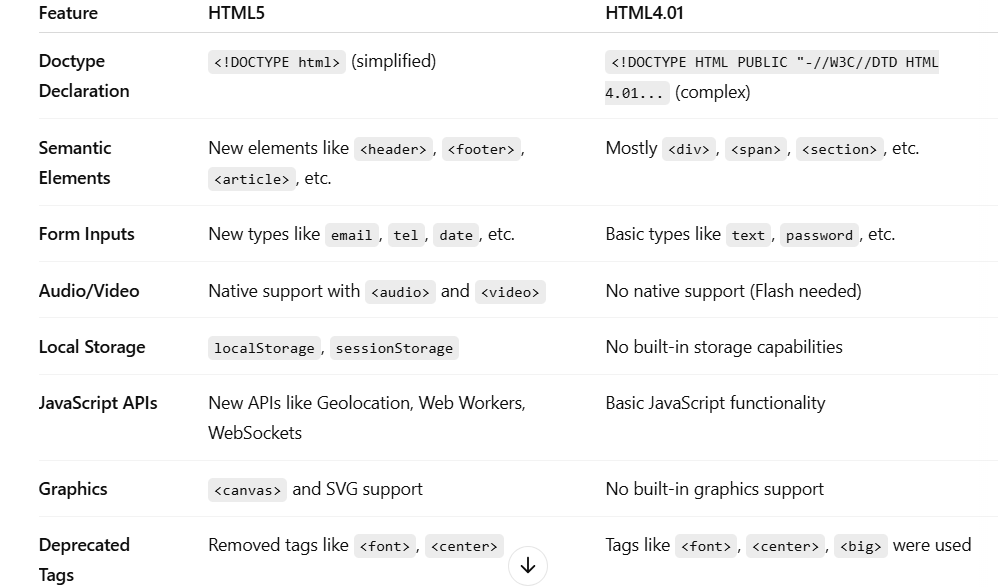 Feature HTML5 HTML4.01
Doctype Declaration <!DOCTYPE html> (simplified) <!DOCTYPE HTML PUBLIC "-//W3C//DTD HTML 4.01... (complex)
Semantic Elements New elements like <header>, <footer>, <article>, etc. Mostly <div>, <span>, <section>, etc.
Form Inputs New types like email, tel, date, etc. Basic types like text, password, etc.
Audio/Video Native support with <audio> and <video> No native support (Flash needed)
Local Storage localStorage, sessionStorage No built-in storage capabilities
JavaScript APIs New APIs like Geolocation, Web Workers, WebSockets Basic JavaScript functionality
Graphics <canvas> and SVG support No built-in graphics support
Deprecated Tags Removed tags like <font>, <center> Tags like <font>, <center>, <big> were used